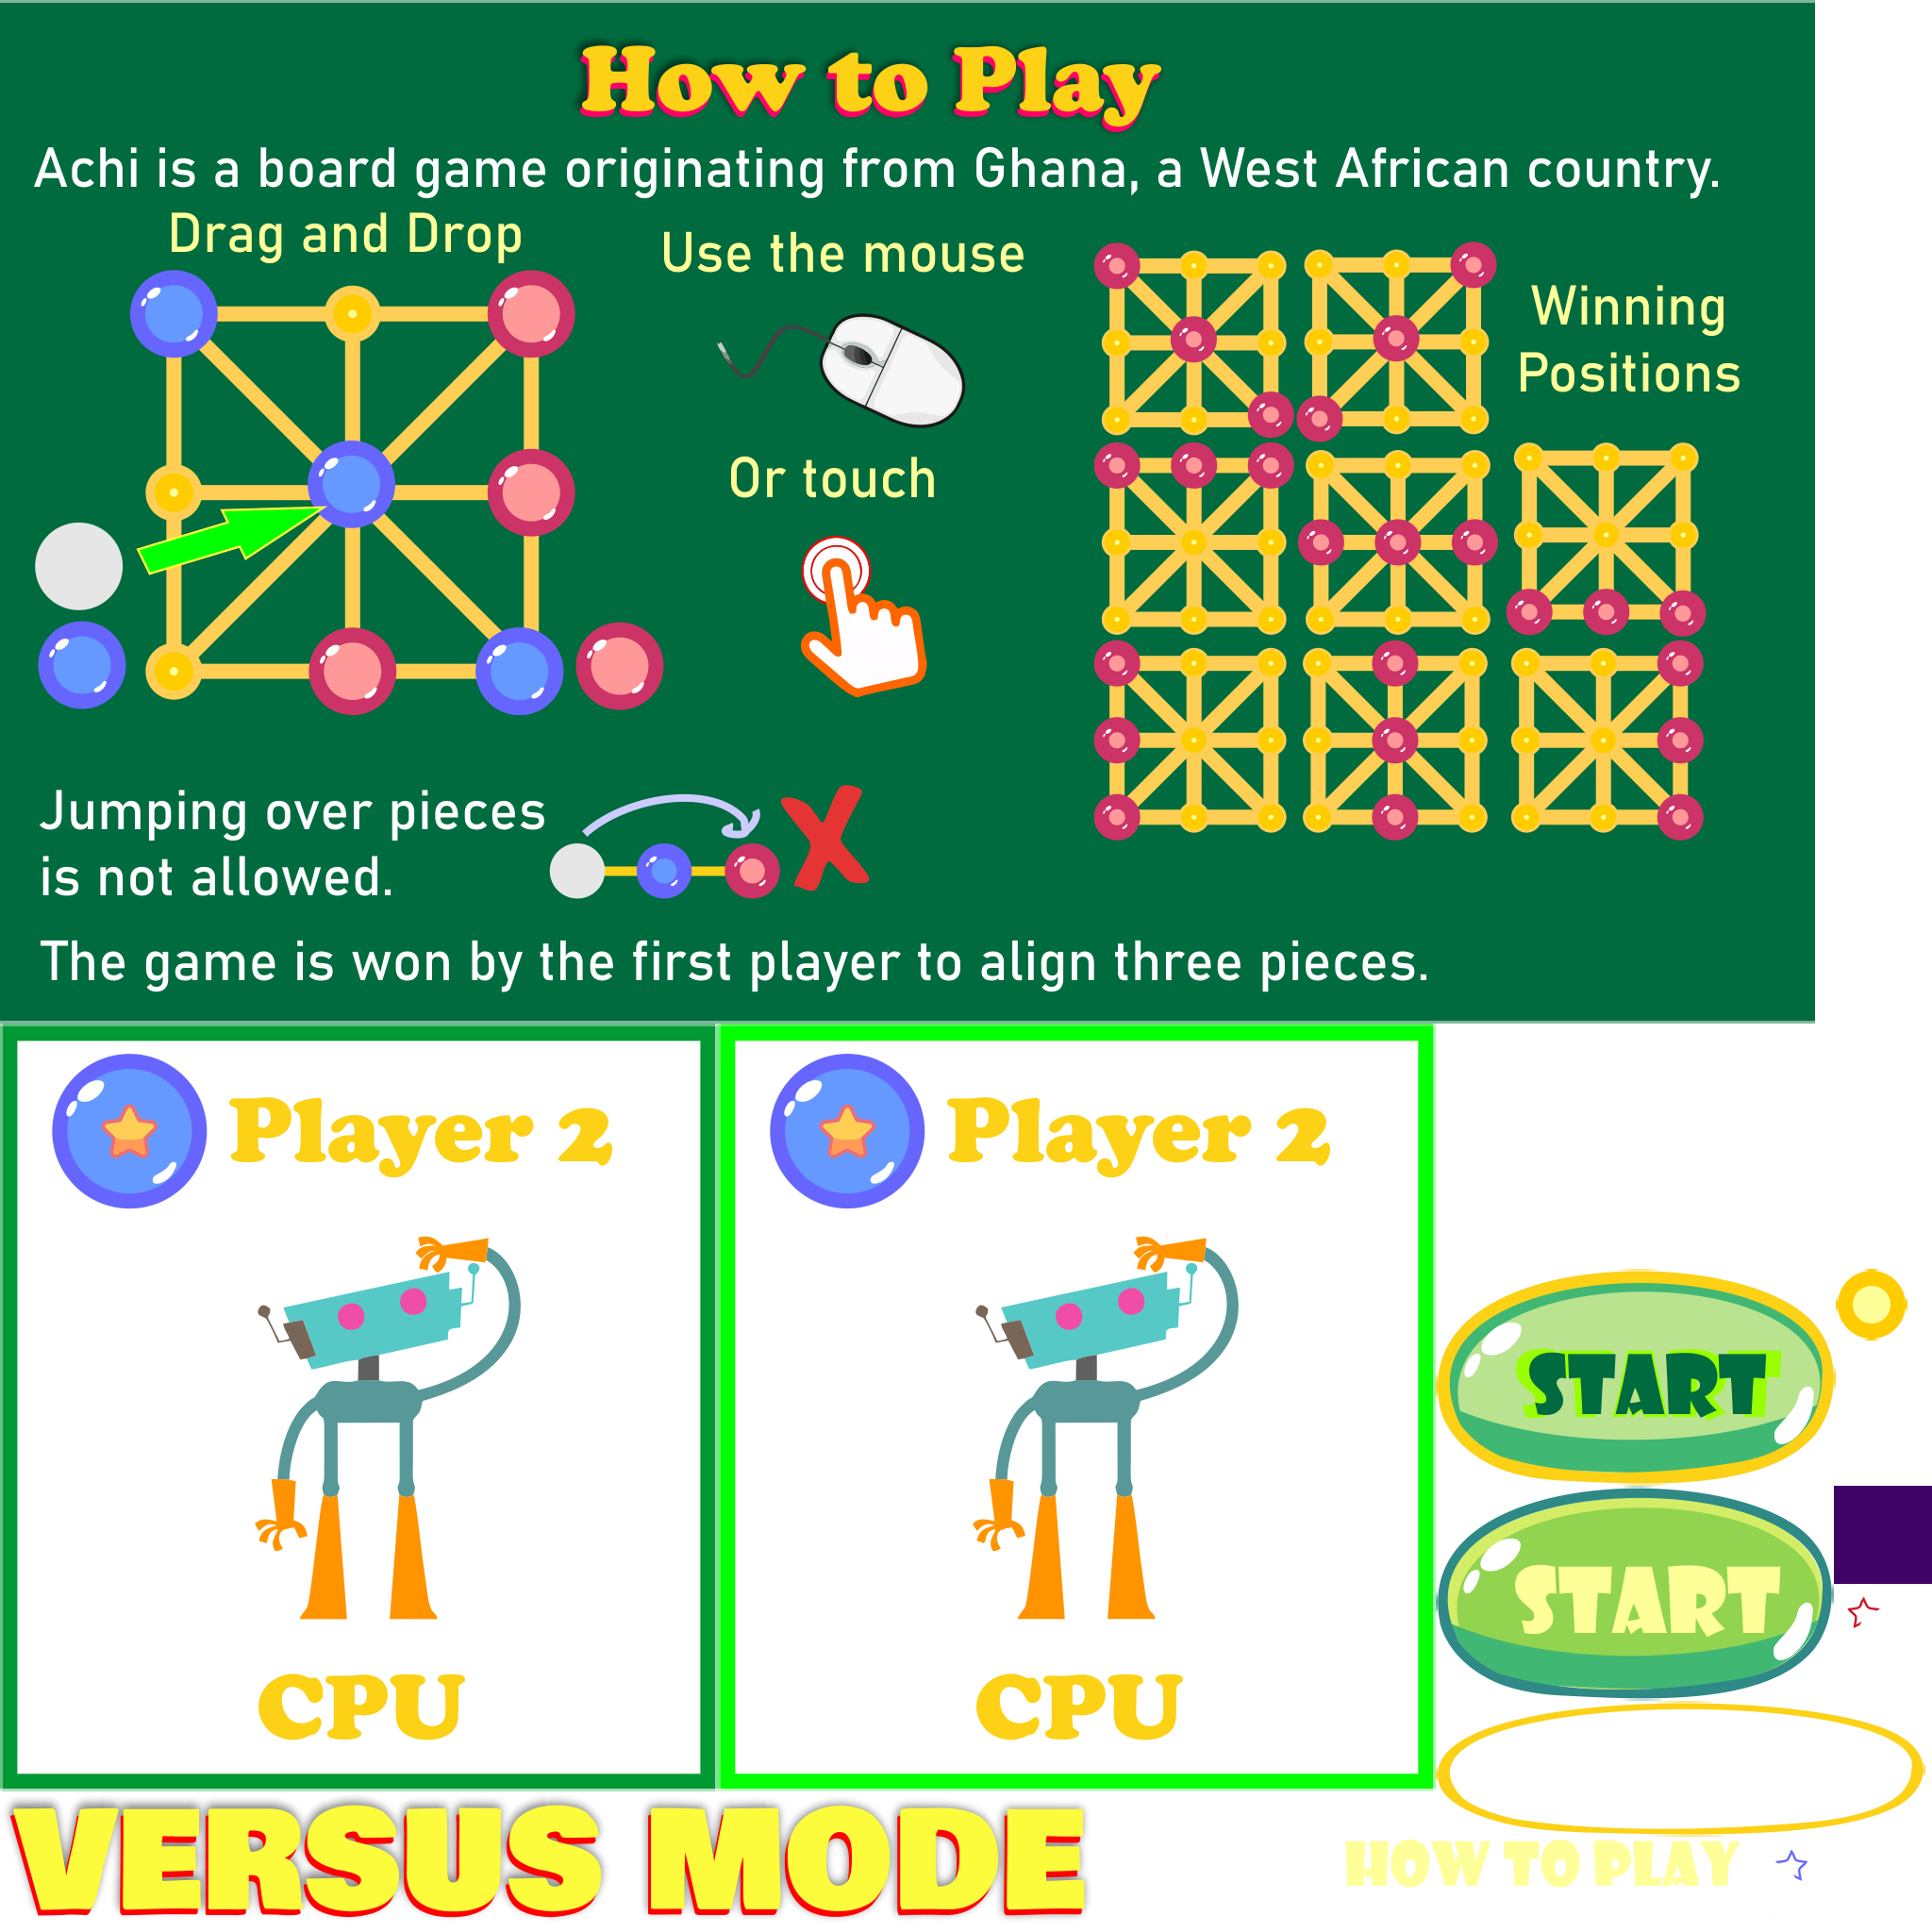 How to Play
Achi is a board game originating from Ghana, a West African country.
Drag and Drop
Use the mouse
Or touch
Winning
Positions
Jumping over pieces
is not allowed.
The game is won by the first player to align three pieces.
Player 2
CPU
Player 2
CPU
START
START
VERSUS MODE
HOW TO PLAY